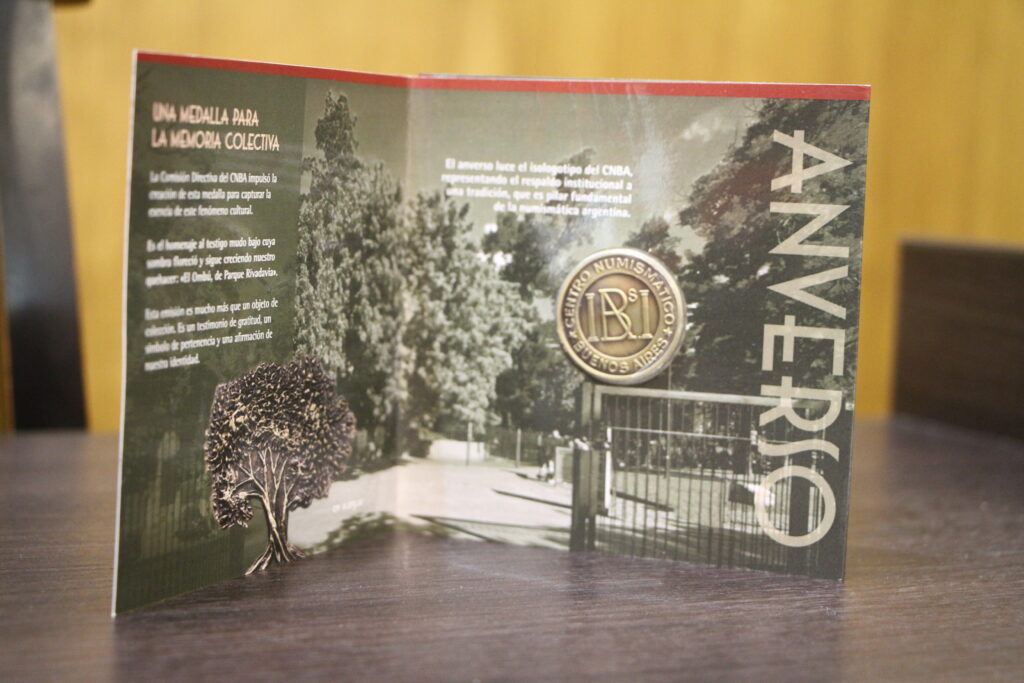 UNA MEDALLA PARA
LA MEMORIA COLECTIVA
La Comisión Directiva del CNBA impulsó la
creación de esta medalla para capturar la
esencia de este fenómeno cultural.
Es el homenaje al testigo mudo bajo cuya
sombra floreció y sigue creciendo nuestro
quehacer: «El Ombú, de Parque Rivadavia».
Esta emisión es mucho más que un objeto de
colección. Es un testimonio de gratitud, un
símbolo de pertenencia y una afirmación de
nuestra identidad.
El anverso luce el isologotipo del CNBA,
representando el respaldo institucional a
una tradición, que es pilar fundamental
de la numismática argentina.
CENTRO NUMISMATICO
BsI
BUENOS AIRES
ANVERSO